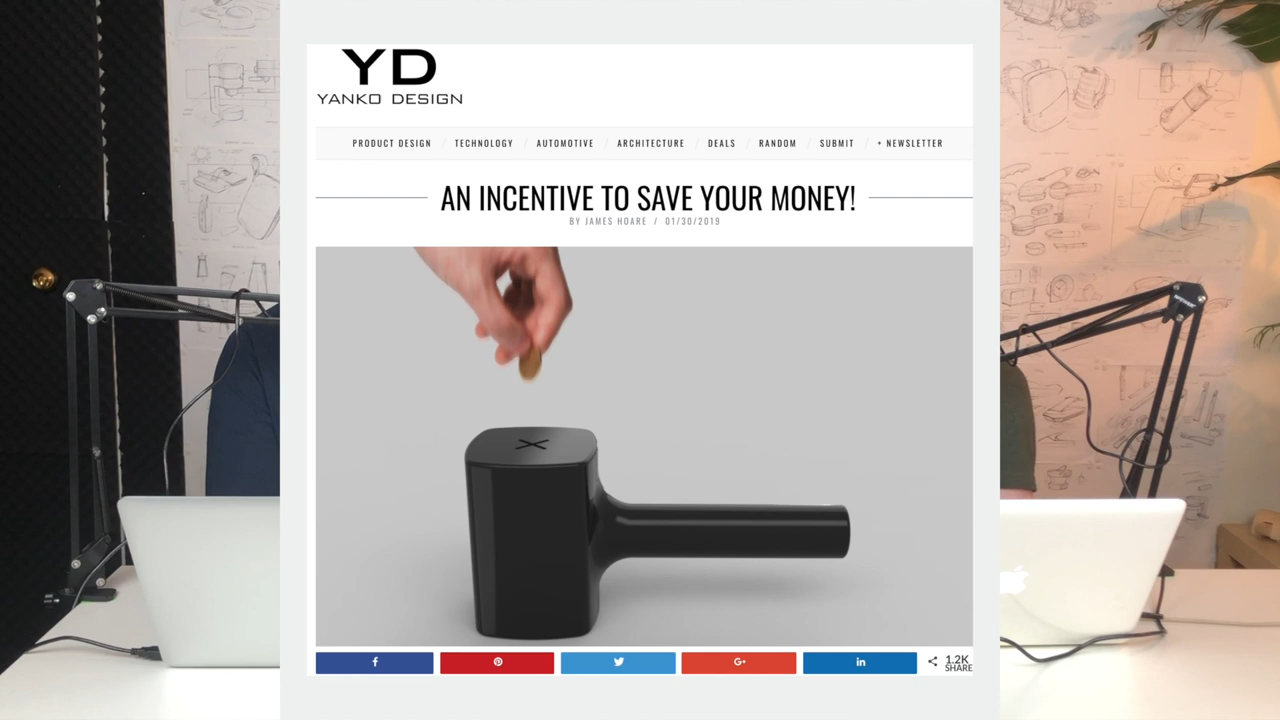 YD
YANKO DESIGN
PRODUCT DESIGN / TECHNOLOGY / AUTOMOTIVE / ARCHITECTURE / DEALS / RANDOM / SUBMIT / + NEWSLETTER
AN INCENTIVE TO SAVE YOUR MONEY!
BY JAMES HOARE / 01/30/2019
1.2K
SHARE